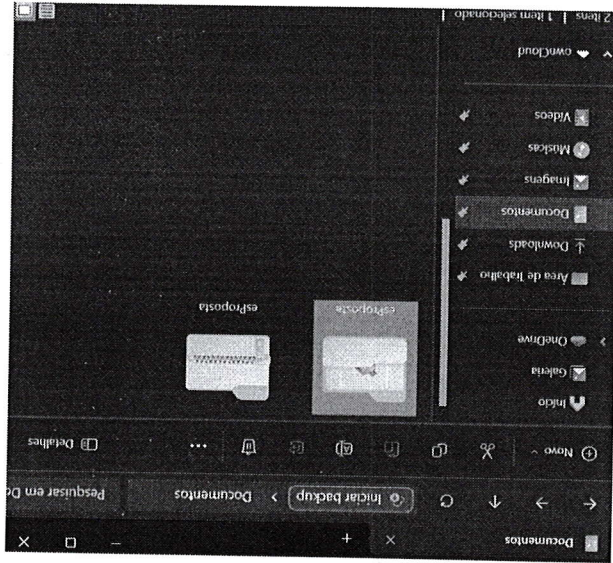 Documentos
Iniciar backup > Documentos Pesquisar em Do
Novo ... Detalhes
Início
Galeria
OneDrive
Área de Trabalho
Downloads
Documentos
Imagens
Músicas
Vídeos
ownCloud
esProposta
esProposta
2 itens | 1 item selecionado |